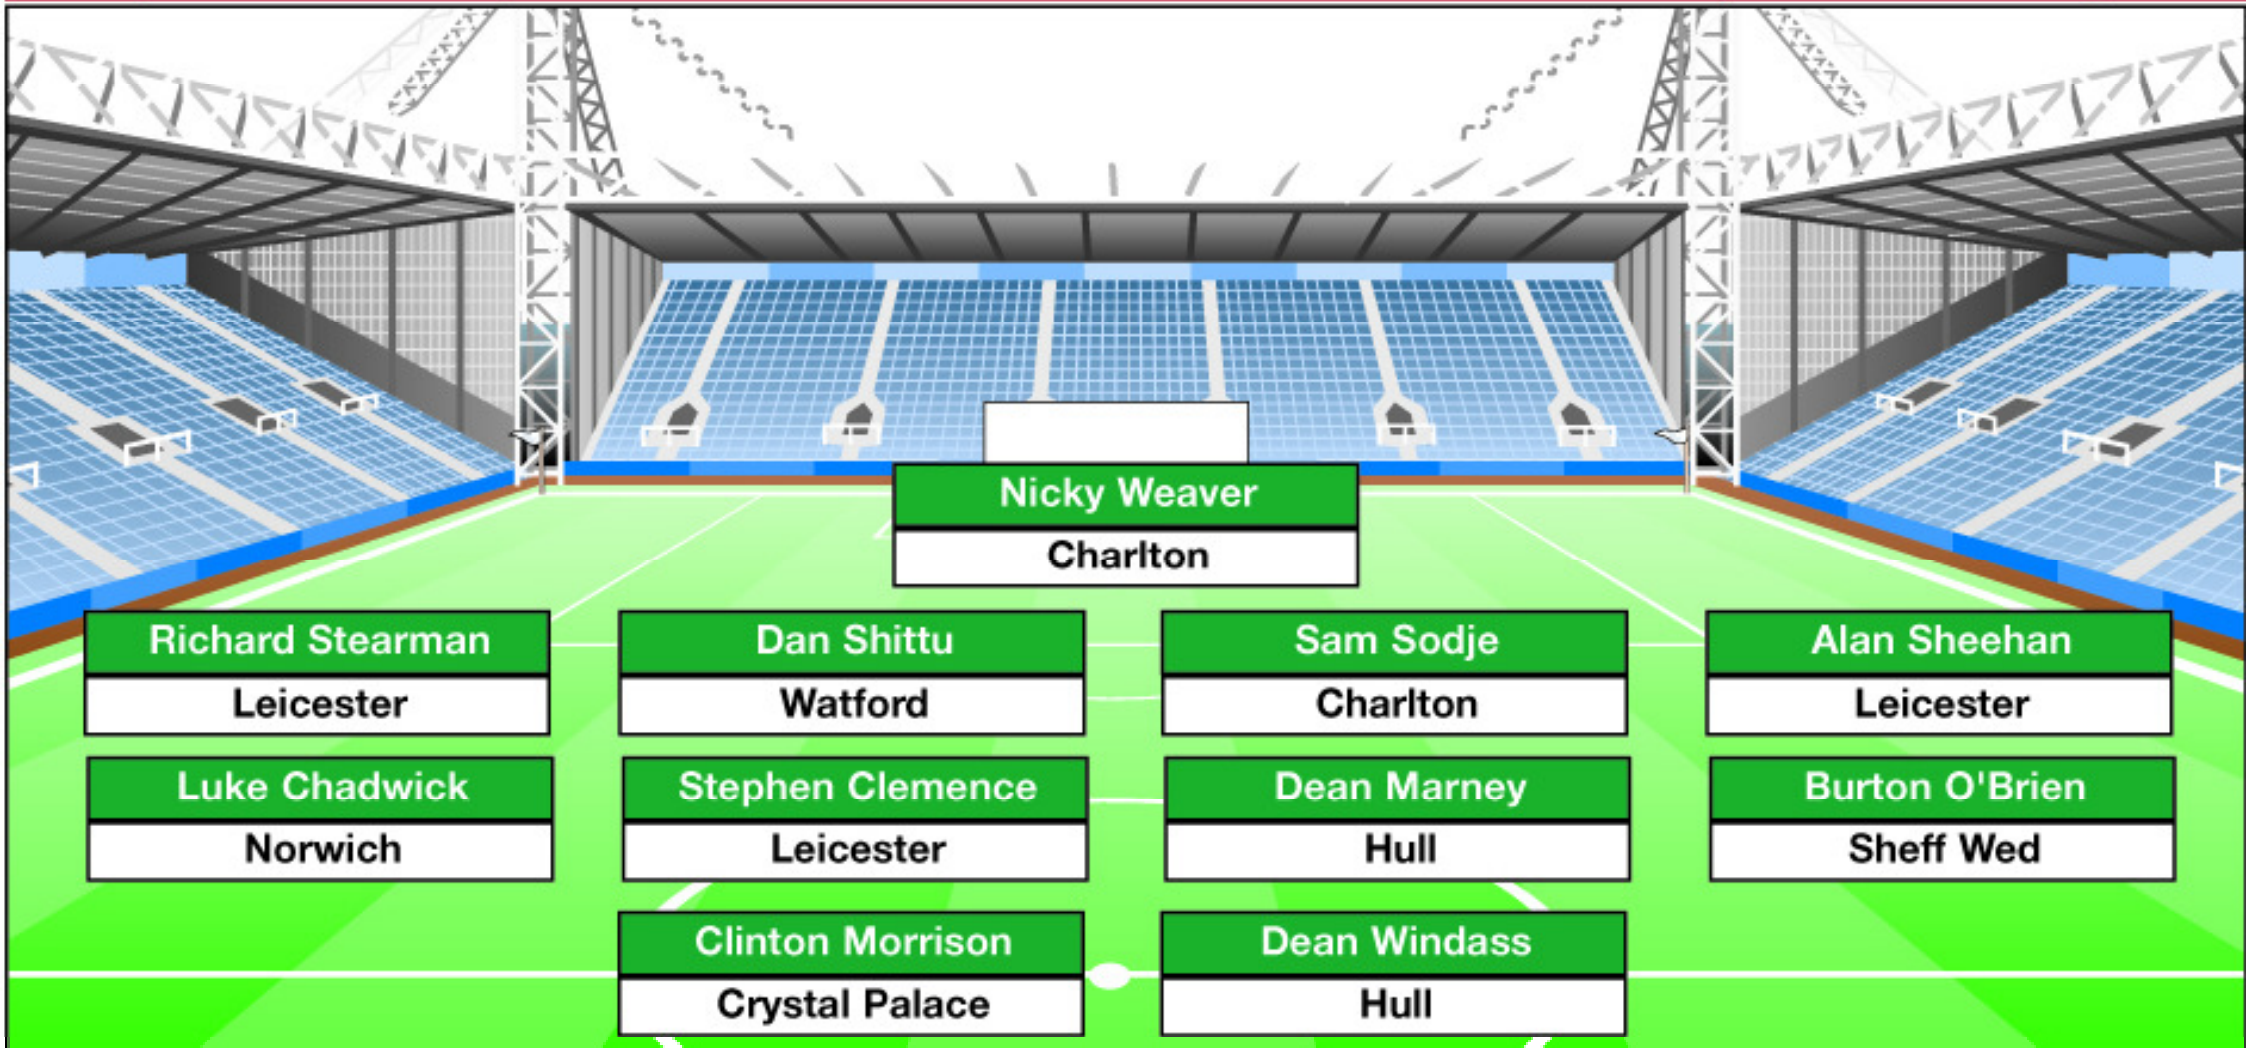 Nicky Weaver
Charlton
Richard Stearman
Leicester
Dan Shittu
Watford
Sam Sodje
Charlton
Alan Sheehan
Leicester
Luke Chadwick
Norwich
Stephen Clemence
Leicester
Dean Marney
Hull
Burton O'Brien
Sheff Wed
Clinton Morrison
Crystal Palace
Dean Windass
Hull